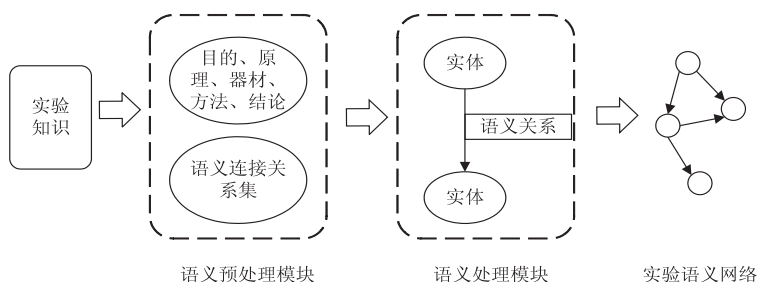 实验
知识
目的、原
理、器材、
方法、结论
语义连接关
系集
实体
语义关系
实体
语义预处理模块
语义处理模块
实验语义网络